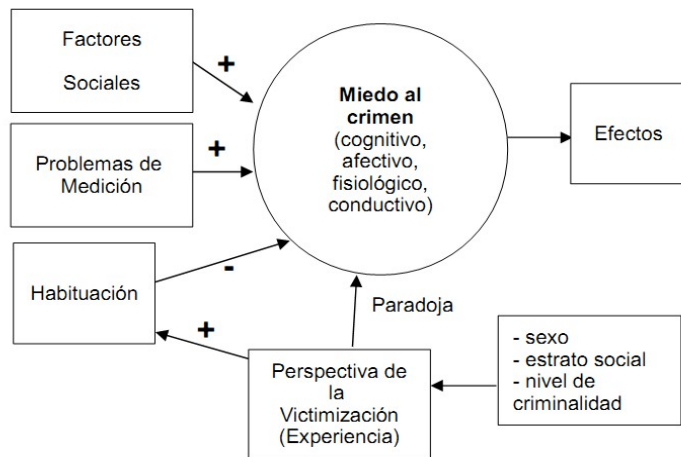 Factores
Sociales
+
Miedo al
crimen
(cognitivo,
afectivo,
fisiológico,
conductivo)
Efectos
Problemas de
Medición
+
Habituación
-
+
Paradoja
Perspectiva de
la
Victimización
(Experiencia)
- sexo
- estrato social
- nivel de
criminalidad